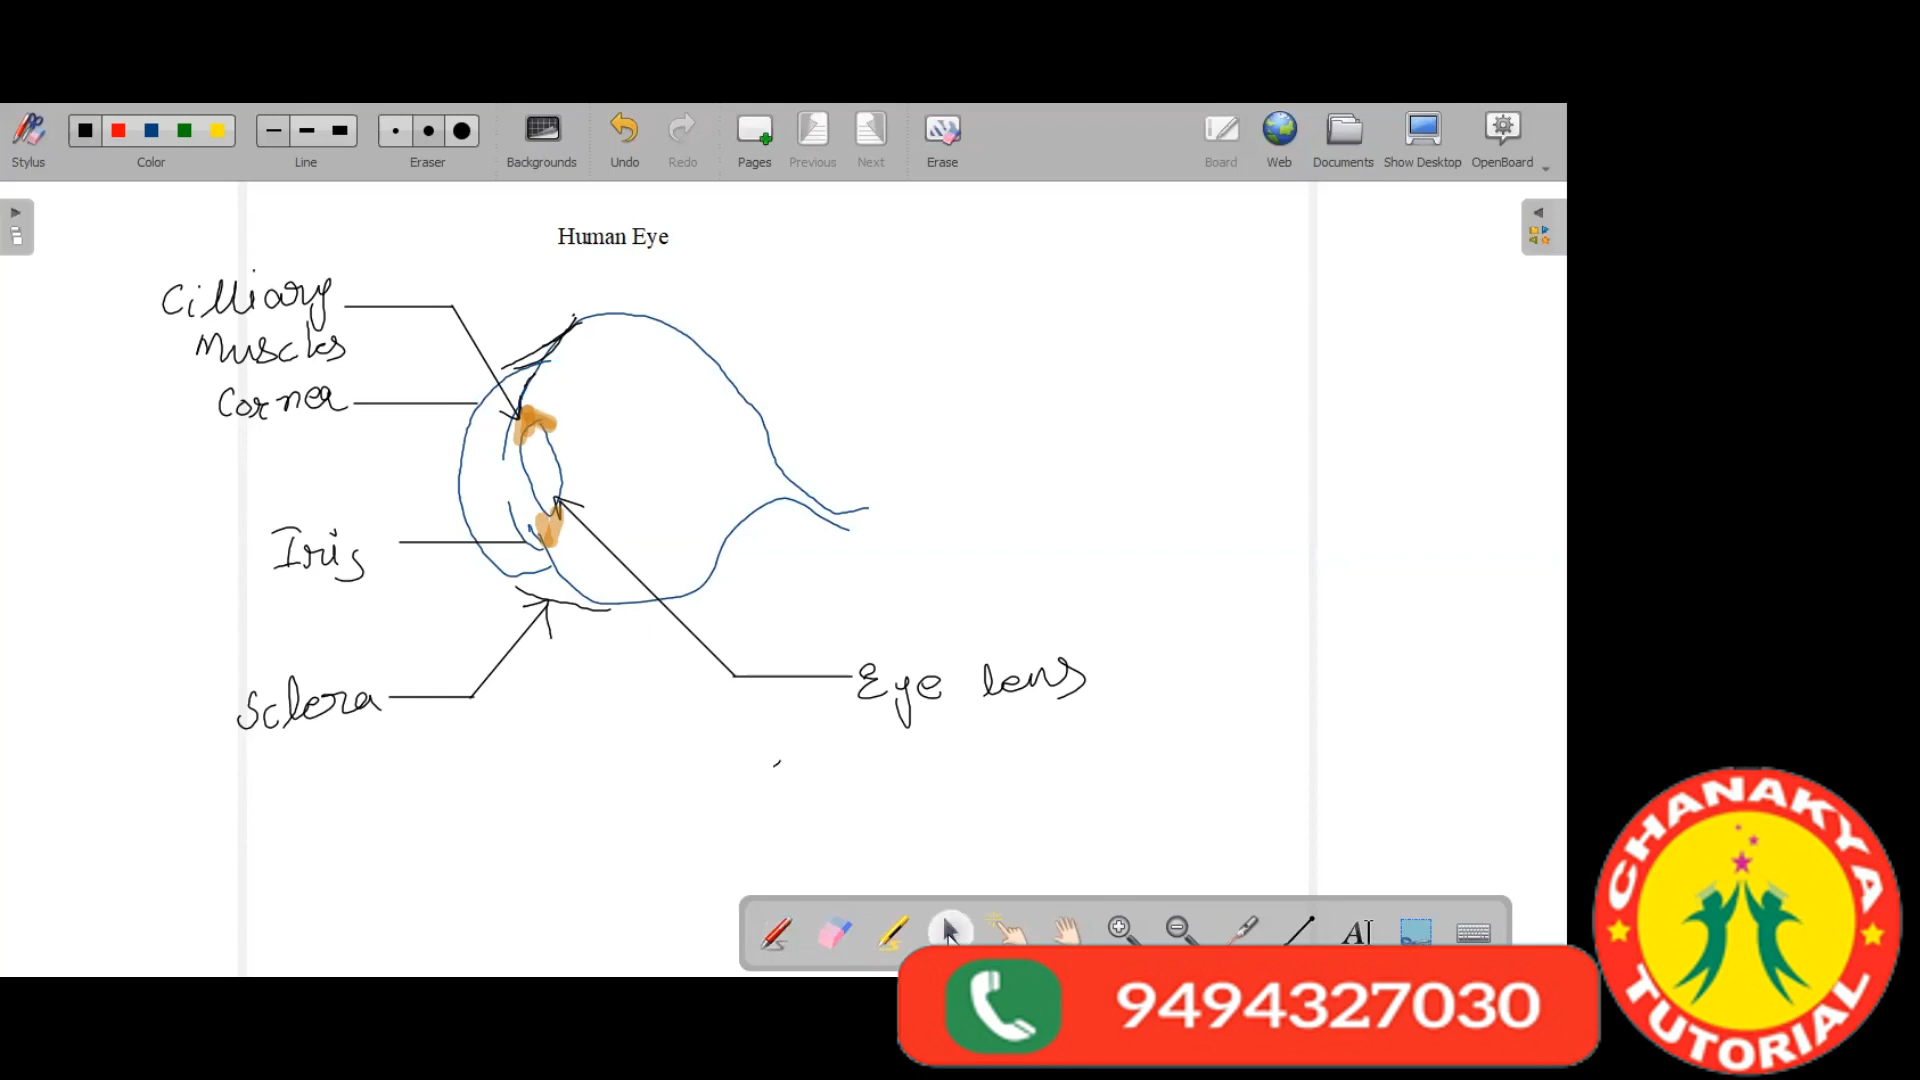 Stylus
Color
Line
Eraser
Backgrounds
Undo
Redo
Pages
Previous
Next
Erase
Board
Web
Documents
Show Desktop
OpenBoard
Human Eye
Cilliary
Muscles
Cornea
Iris
Sclera
Eye lens
AI
9494327030
CHANAKYA
TUTORIAL